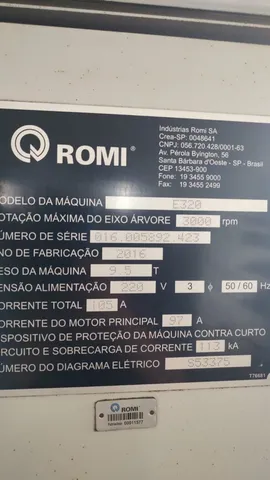 Indústrias Romi SA
Crea-SP: 0048641
CNPJ: 056.720.428/0001-63
Av. Pérola Byington, 56
Santa Bárbara d'Oeste - SP - Brasil
CEP 13453-900
Fone: 19 3455 9000
Fax: 19 3455 2499
ROMI®
MODELO DA MÁQUINA E320
ROTAÇÃO MÁXIMA DO EIXO ÁRVORE 3000 rpm
NÚMERO DE SÉRIE 016.005892.423
ANO DE FABRICAÇÃO 2016
PESO DA MÁQUINA 9.5 T
TENSÃO ALIMENTAÇÃO 220 V 3 ɸ 50/60 Hz
CORRENTE TOTAL 105 A
CORRENTE DO MOTOR PRINCIPAL 97 A
DISPOSITIVO DE PROTEÇÃO DA MÁQUINA CONTRA CURTO
CIRCUITO E SOBRECARGA DE CORRENTE 113 kA
NÚMERO DO DIAGRAMA ELÉTRICO S53375
ROMI